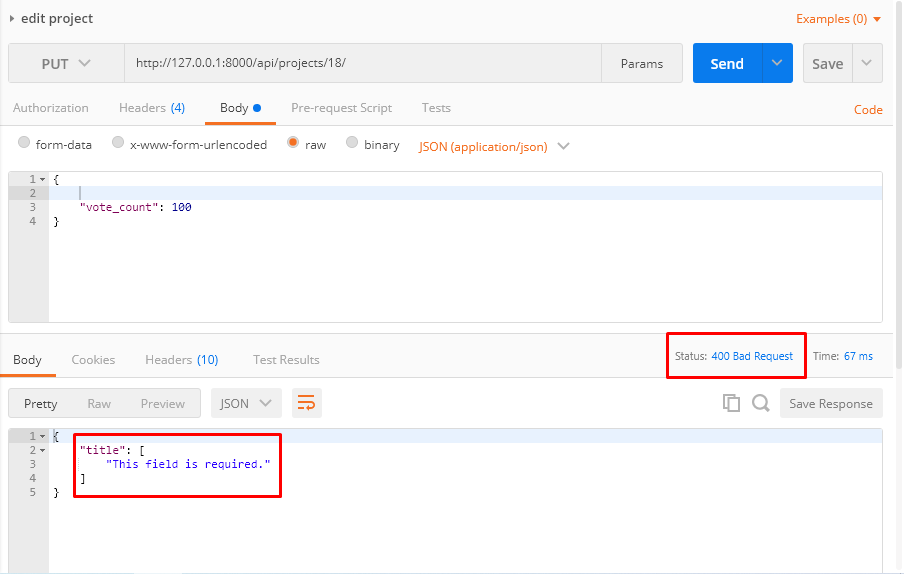 edit project Examples (0)
PUT http://127.0.0.1:8000/api/projects/18/ Params Send Save
Authorization Headers (4) Body Pre-request Script Tests Code
form-data x-www-form-urlencoded raw binary JSON (application/json)
1 {
2
3 "vote_count": 100
4 }
Body Cookies Headers (10) Test Results Status: 400 Bad Request Time: 67 ms
Pretty Raw Preview JSON Save Response
1 {
2 "title": [
3 "This field is required."
4 ]
5 }